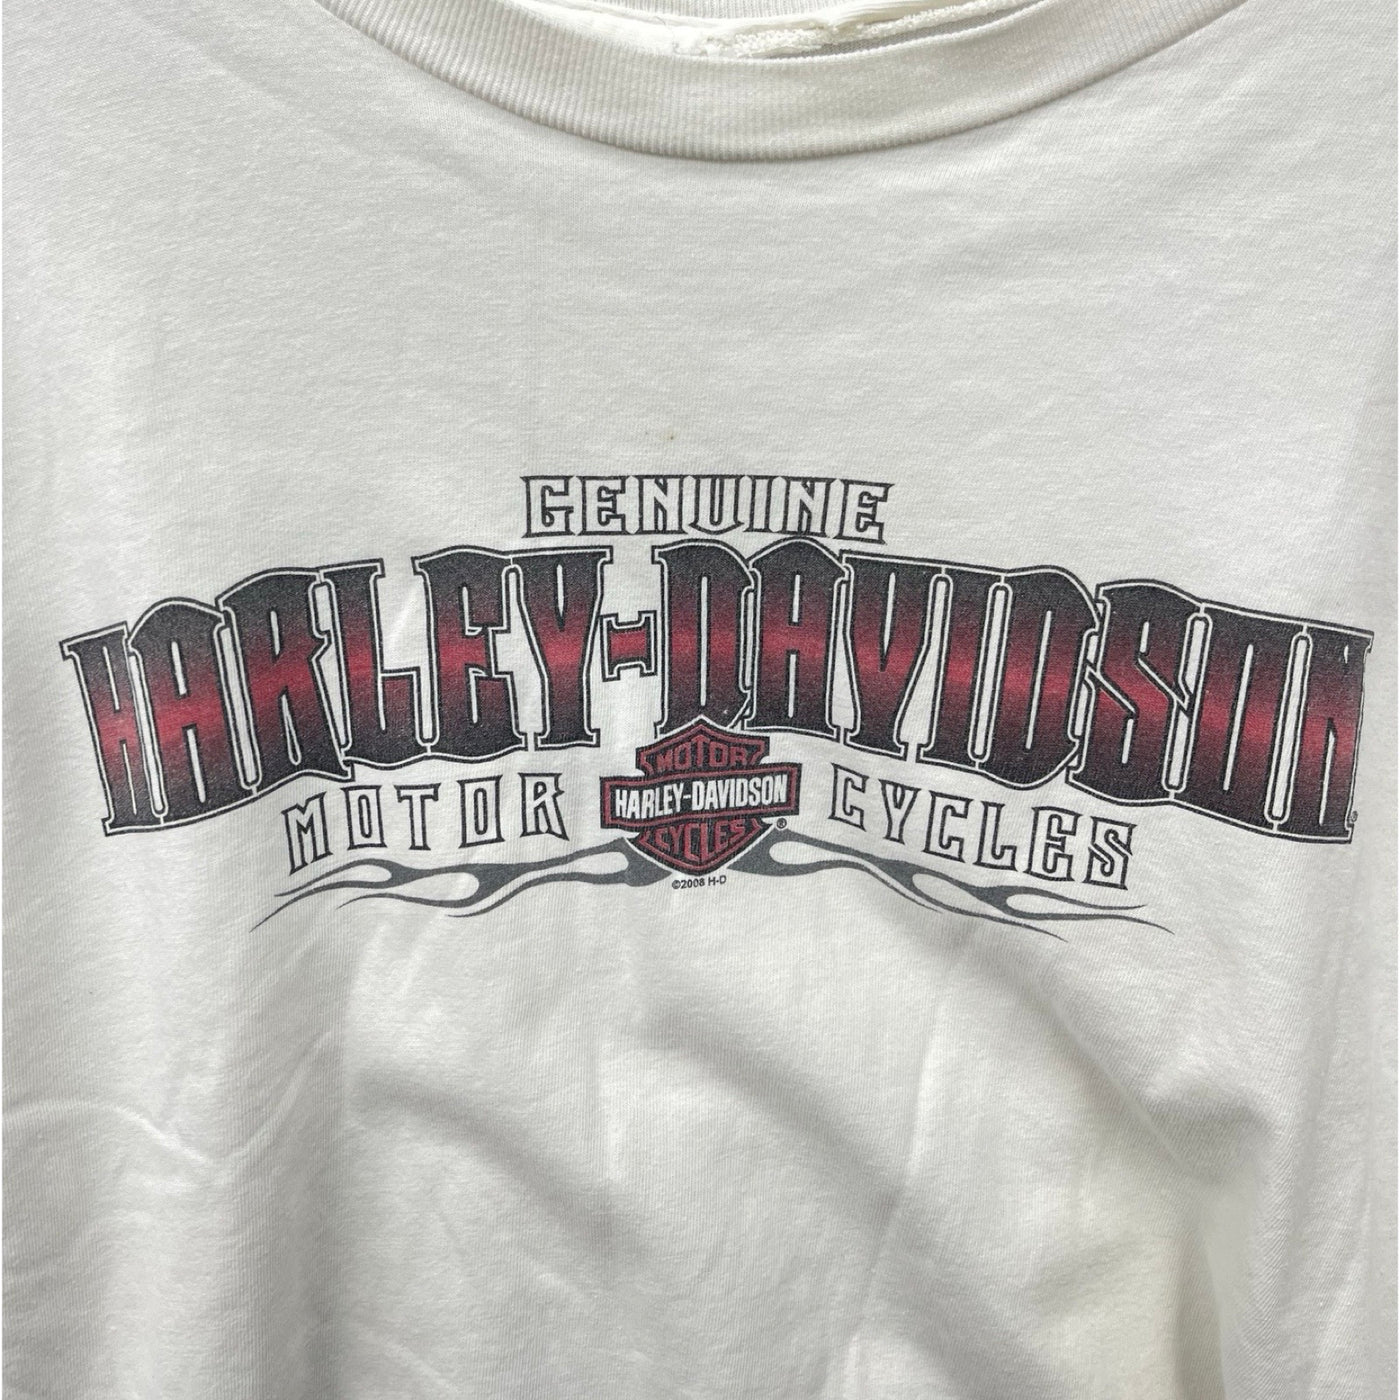 GENUINE
HARLEY-DAVIDSON
MOTOR CYCLES
MOTOR
HARLEY-DAVIDSON
CYCLES
®
©2008 H-D